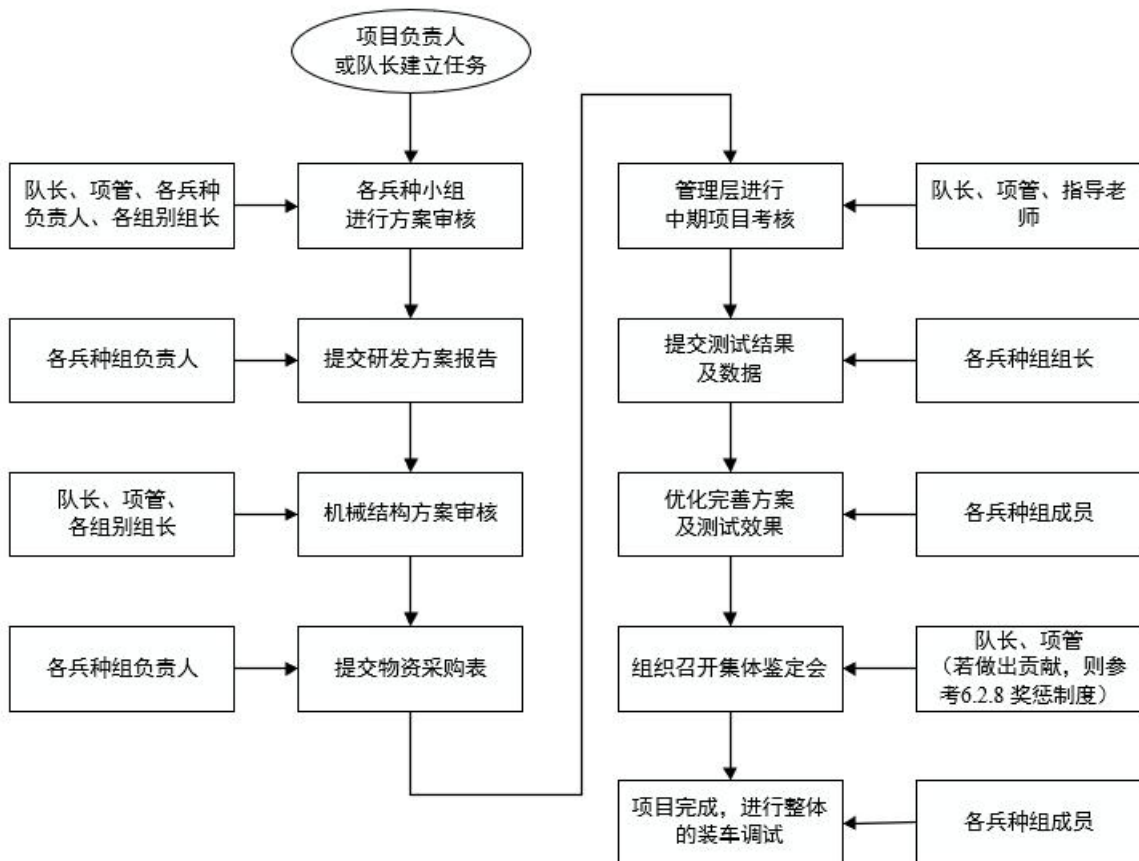 项目负责人
或队长建立任务
队长、项管、各兵种
负责人、各组别组长
各兵种小组
进行方案审核
各兵种组负责人
提交研发方案报告
队长、项管、
各组别组长
机械结构方案审核
各兵种组负责人
提交物资采购表
管理层进行
中期项目考核
队长、项管、指导老
师
提交测试结果
及数据
各兵种组组长
优化完善方案
及测试效果
各兵种组成员
组织召开集体鉴定会
队长、项管
（若做出贡献，则参
考6.2.8 奖惩制度）
项目完成，进行整体
的装车调试
各兵种组成员